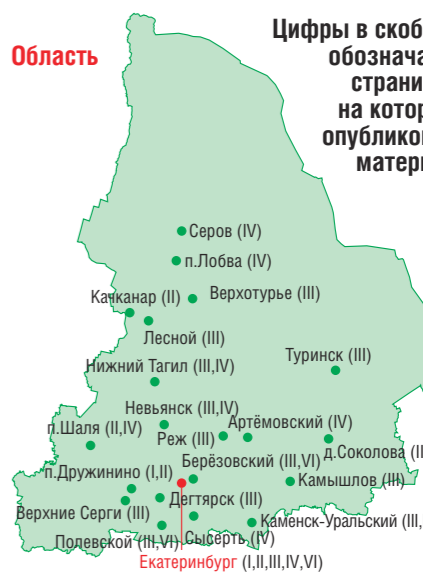 Область
Цифры в скоб
обознача
страни
на котор
опубликов
матери
Серов (IV)
п.Лобва (IV)
Качканар (II)
Верхотурье (III)
Лесной (III)
Туринск (III)
Нижний Тагил (III,IV)
Невьянск (III,IV)
п.Шаля (II,IV)
Артёмовский (IV)
Реж (III)
д.Соколова (II
Берёзовский (III,VI)
п.Дружинино (I,II)
Камышлов (III)
Дегтярск (III)
Верхние Серги (III)
Каменск-Уральский (III,
Сысерть (IV)
Полевской (III,VI)
Екатеринбург (I,II,III,IV,VI)